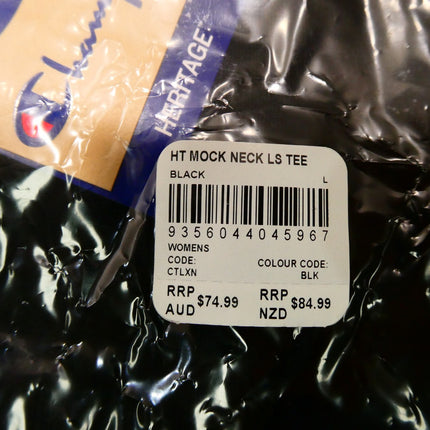 Champ
HERITAGE
HT MOCK NECK LS TEE
BLACK L
9356044045967
WOMENS
CODE: COLOUR CODE:
CTLXN BLK
RRP AUD $74.99 RRP NZD $84.99